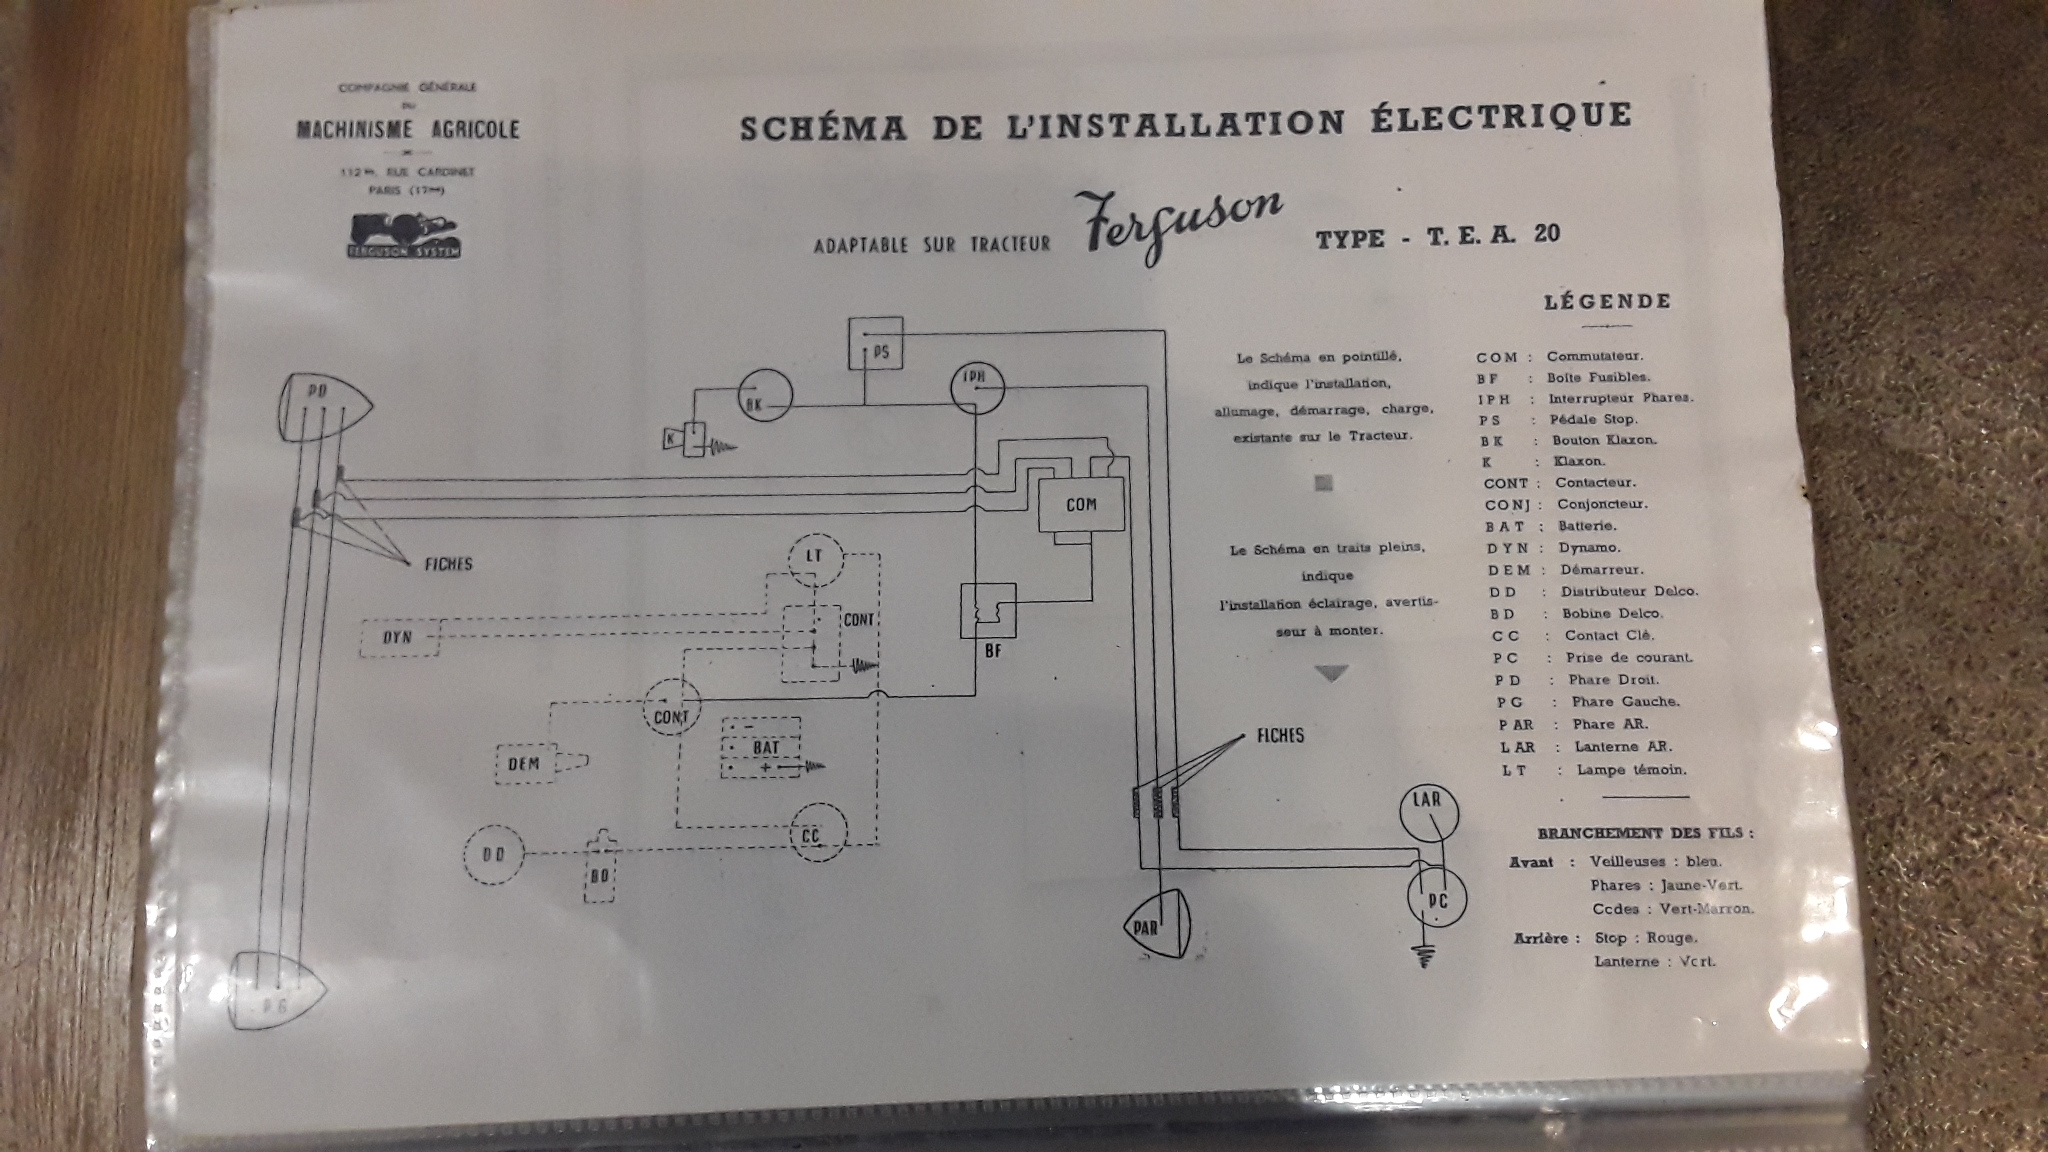 COMPAGNIE GÉNÉRALE
DU
MACHINISME AGRICOLE
112 bis, RUE CARDINET
PARIS (17me)
FERGUSON SYSTEM
SCHÉMA DE L'INSTALLATION ÉLECTRIQUE
ADAPTABLE SUR TRACTEUR Ferguson TYPE - T. E. A. 20
PD
K
BK
PS
IPH
COM
FICHES
LT
DYN
CONT
BF
CONT
DEM
- BAT +
DD
BD
CC
PG
Le Schéma en pointillé,
indique l'installation,
allumage, démarrage, charge,
existante sur le Tracteur.
Le Schéma en traits pleins,
indique
l'installation éclairage, avertis-
seur à monter.
FICHES
LAR
PC
PAR
LÉGENDE
COM : Commutateur.
BF : Boîte Fusibles.
IPH : Interrupteur Phares.
PS : Pédale Stop.
BK : Bouton Klaxon.
K : Klaxon.
CONT : Contacteur.
CONJ : Conjoncteur.
BAT : Batterie.
DYN : Dynamo.
DEM : Démarreur.
DD : Distributeur Delco.
BD : Bobine Delco.
CC : Contact Clé.
PC : Prise de courant.
PD : Phare Droit.
PG : Phare Gauche.
PAR : Phare AR.
LAR : Lanterne AR.
LT : Lampe témoin.
BRANCHEMENT DES FILS :
Avant : Veilleuses : bleu.
Phares : Jaune-Vert.
Codes : Vert-Marron.
Arrière : Stop : Rouge.
Lanterne : Vert.